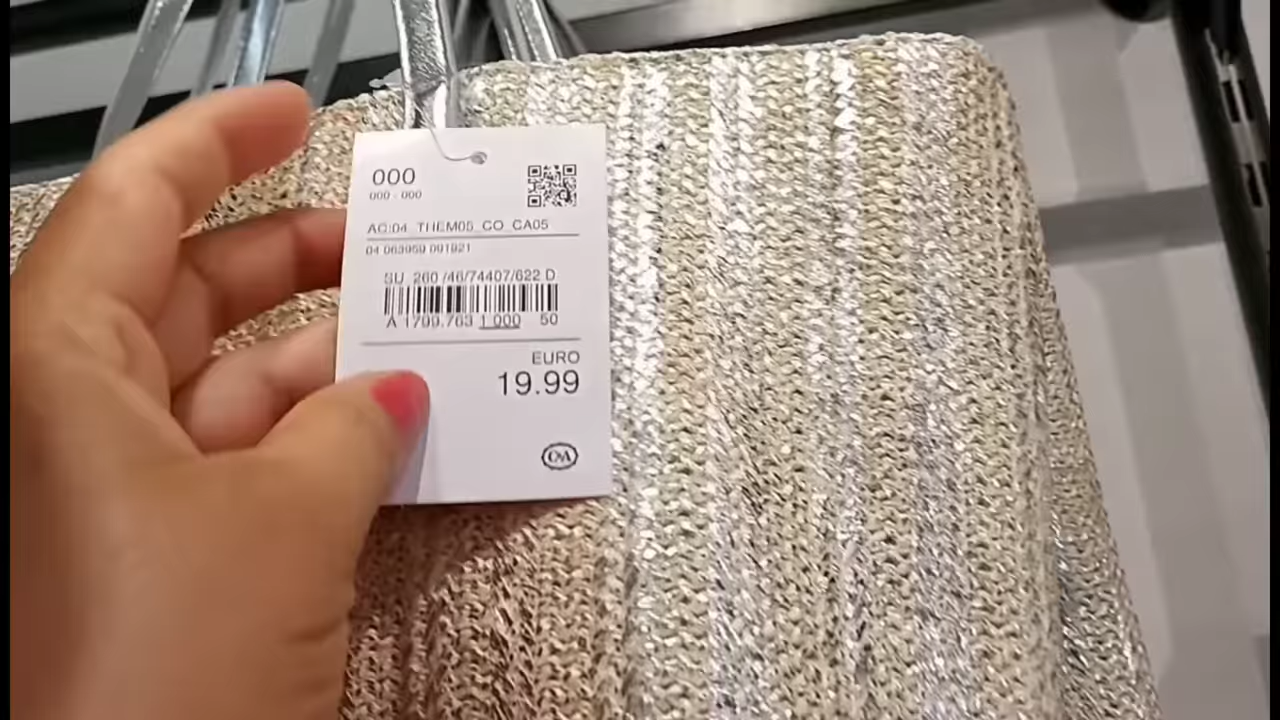 000
000 - 000
AC:04 THEM05 CO CA05
04 063959 001921
SU 260 /46/74407/622 D
A 1799.763 1 000 50
EURO
19.99
C&A